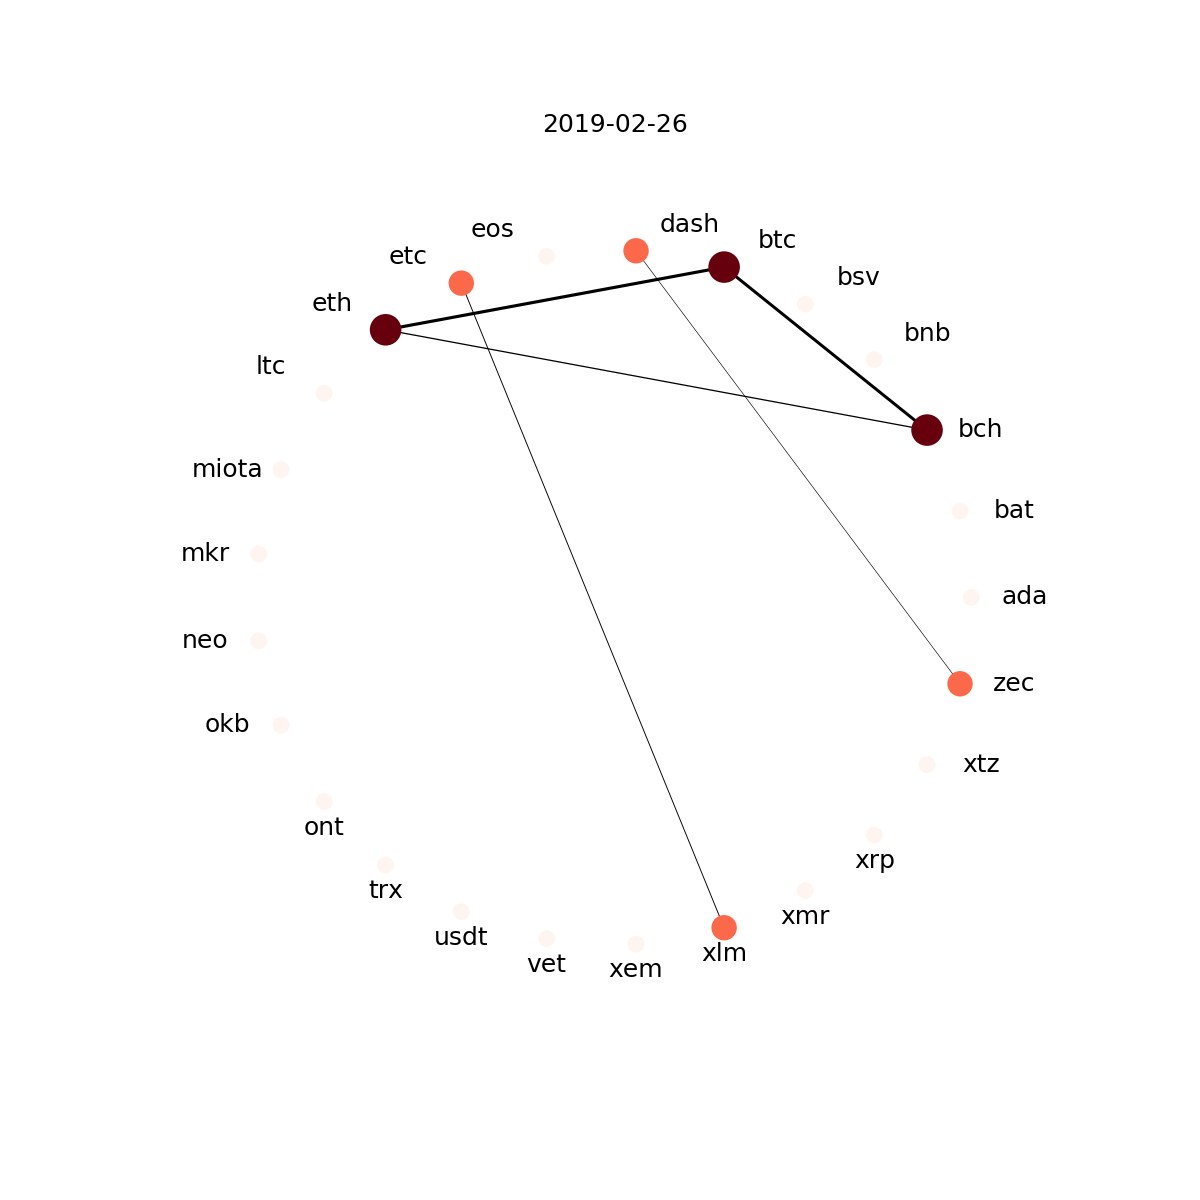 2019-02-26
dash
eos
btc
etc
bsv
eth
bnb
ltc
bch
miota
bat
mkr
ada
neo
zec
okb
xtz
ont
xrp
trx
xmr
usdt
xlm
vet
xem